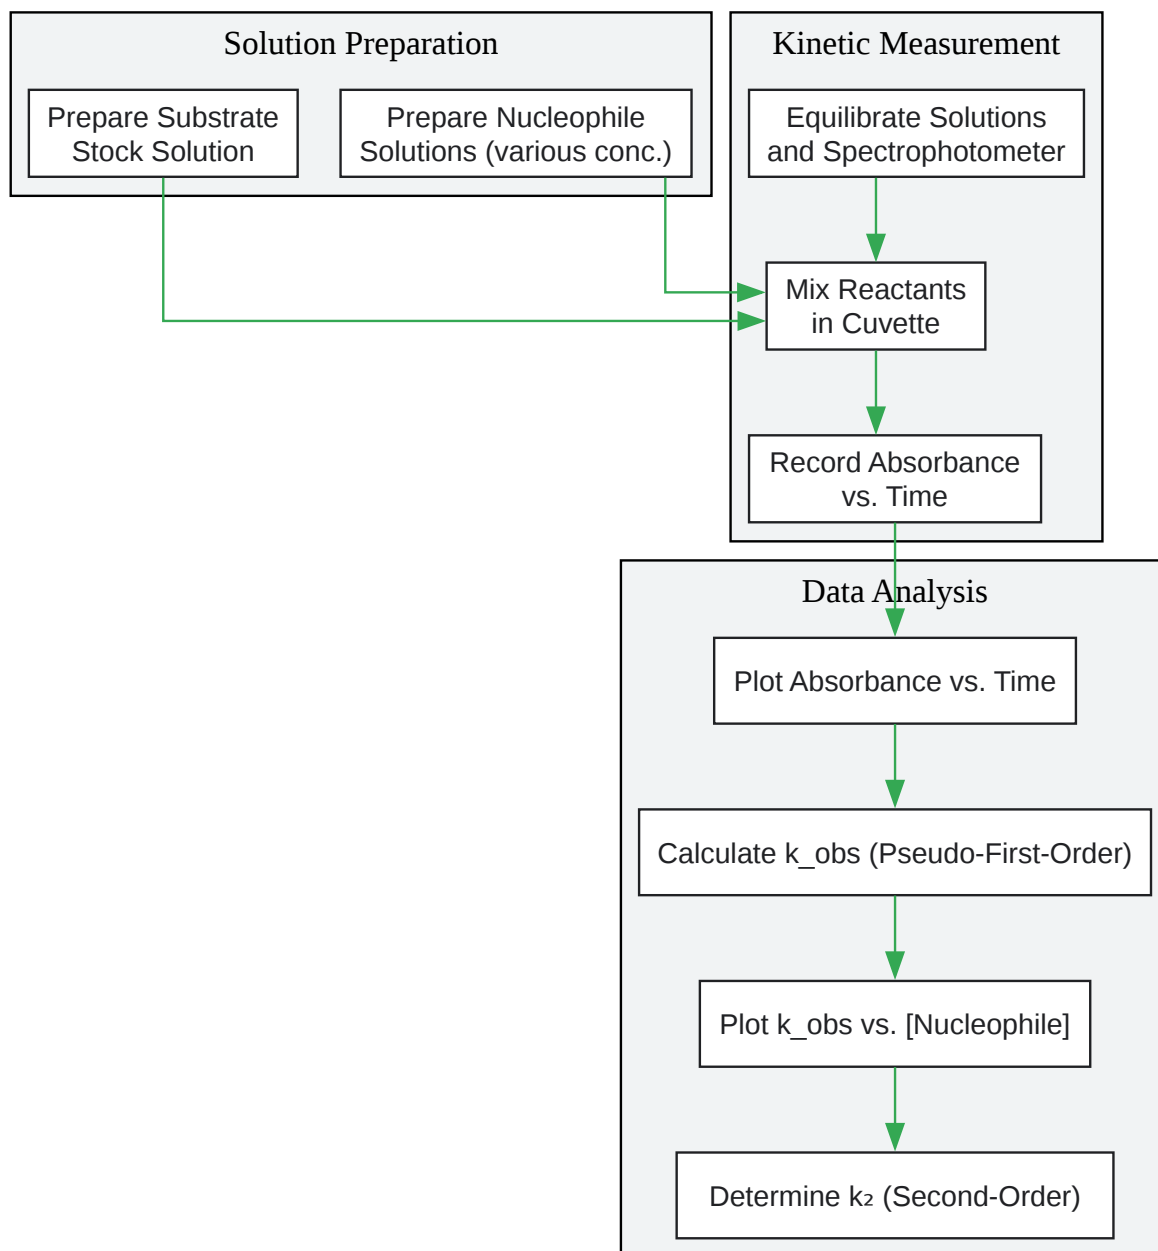 Solution Preparation
Prepare Substrate
Stock Solution
Prepare Nucleophile
Solutions (various conc.)
Kinetic Measurement
Equilibrate Solutions
and Spectrophotometer
Mix Reactants
in Cuvette
Record Absorbance
vs. Time
Data Analysis
Plot Absorbance vs. Time
Calculate k_obs (Pseudo-First-Order)
Plot k_obs vs. [Nucleophile]
Determine k₂ (Second-Order)